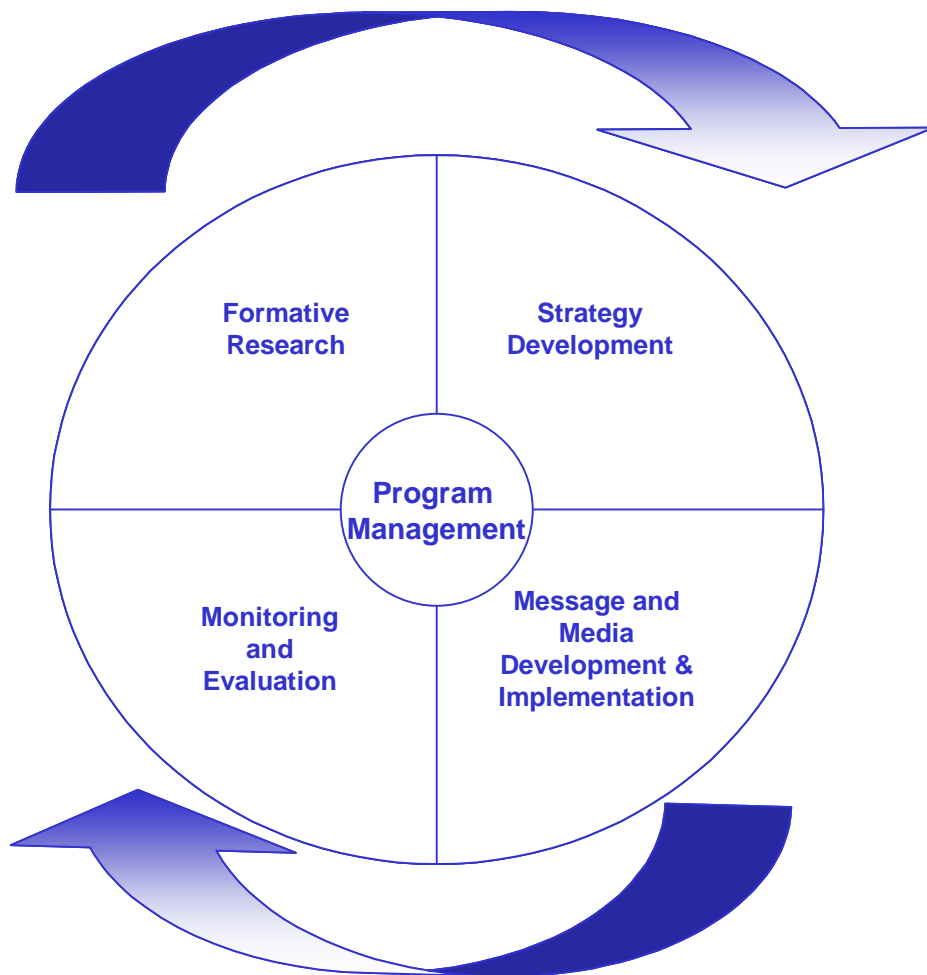 Formative
Research
Strategy
Development
Program
Management
Monitoring
and
Evaluation
Message and
Media
Development &
Implementation